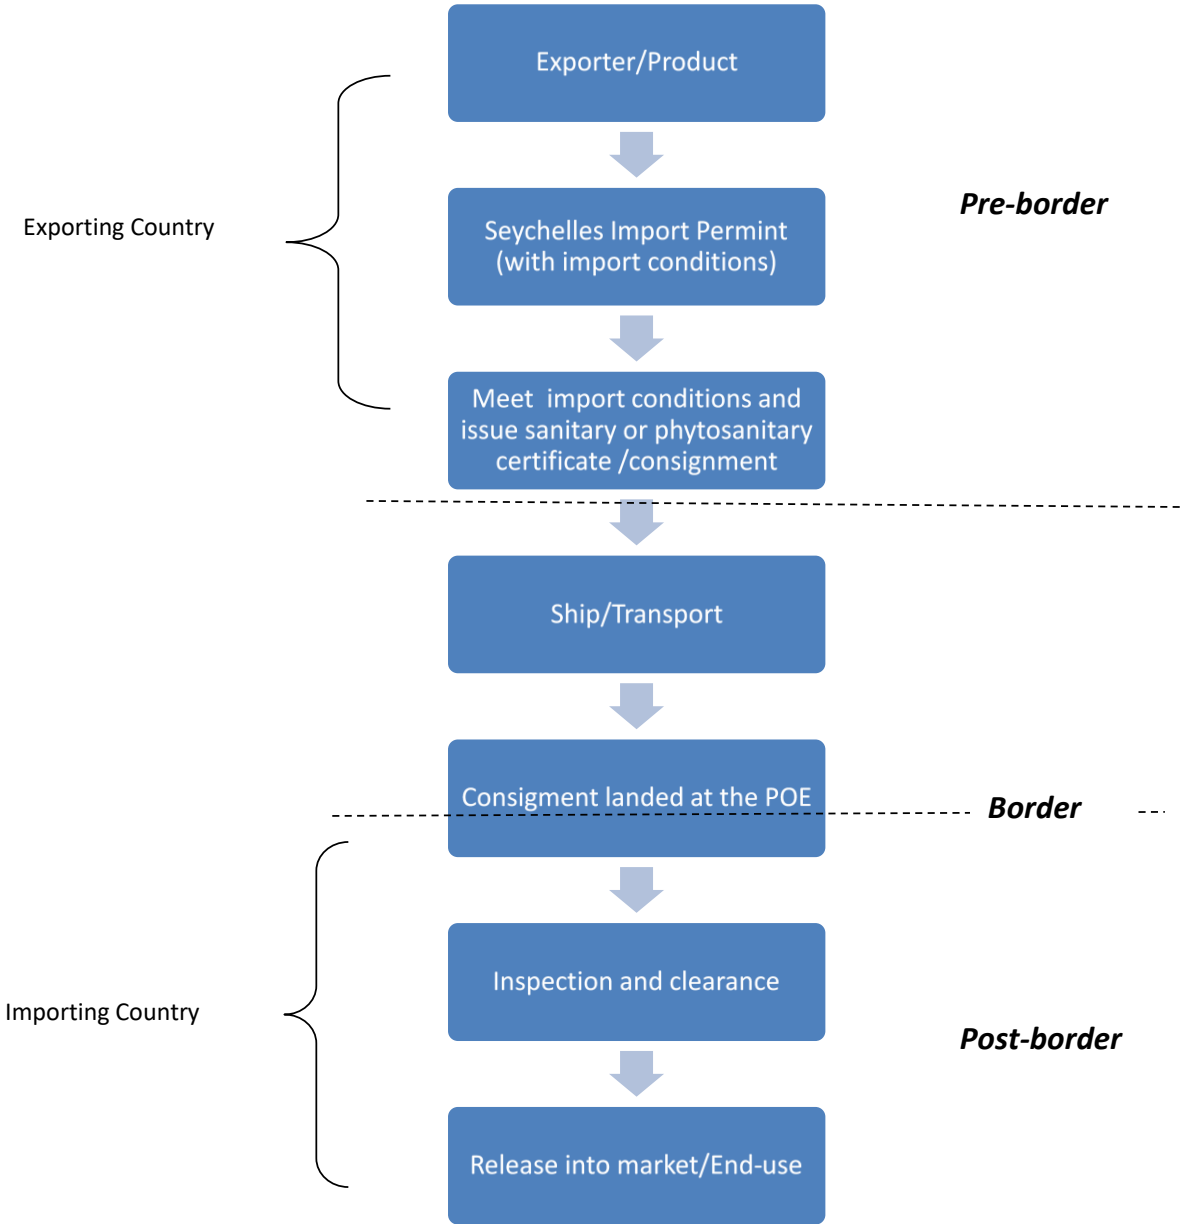 Exporter/Product
Pre-border
Exporting Country
Seychelles Import Permint
(with import conditions)
Meet  import conditions and
issue sanitary or phytosanitary
certificate /consignment
Ship/Transport
Consigment landed at the POE
Border
Inspection and clearance
Importing Country
Post-border
Release into market/End-use